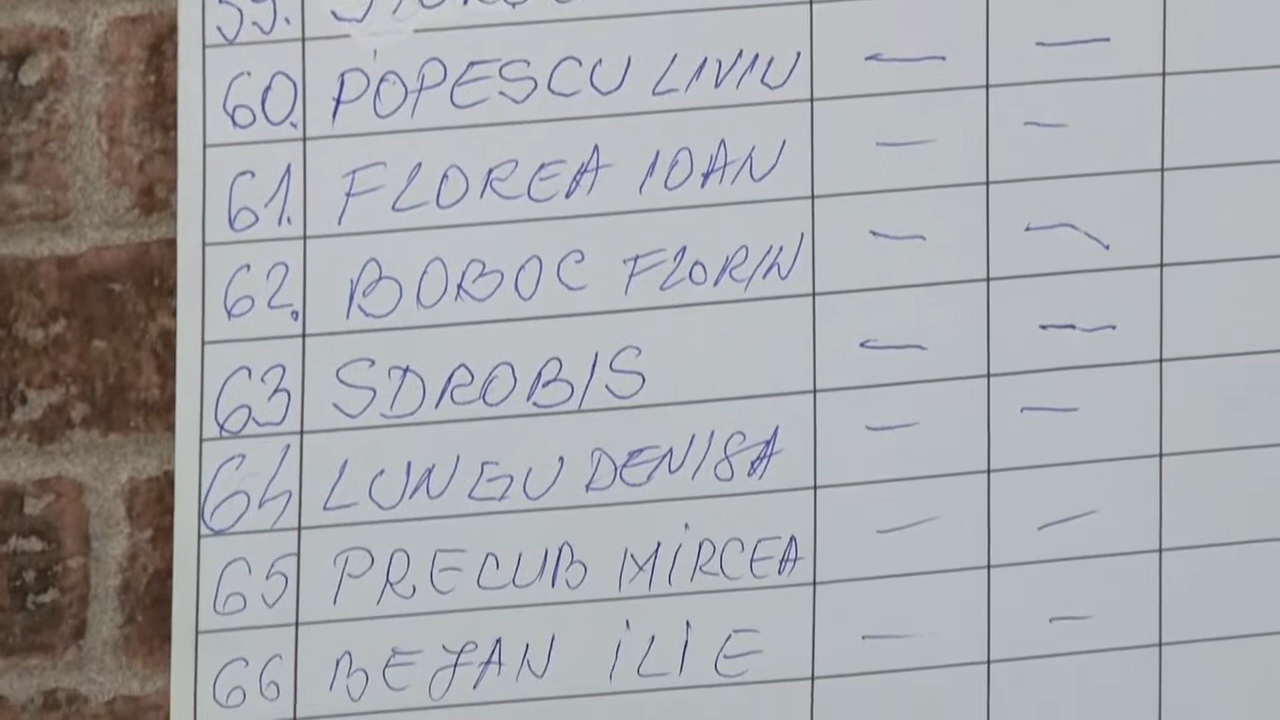 59.
60. POPESCU LIVIU — —
61. FLOREA IOAN — —
62. BOBOC FLORIN — —
63 SDROBIS — —
64 LUNGU DENISA — —
65 PRECUB MIRCEA — —
66 BEJAN ILIE — —